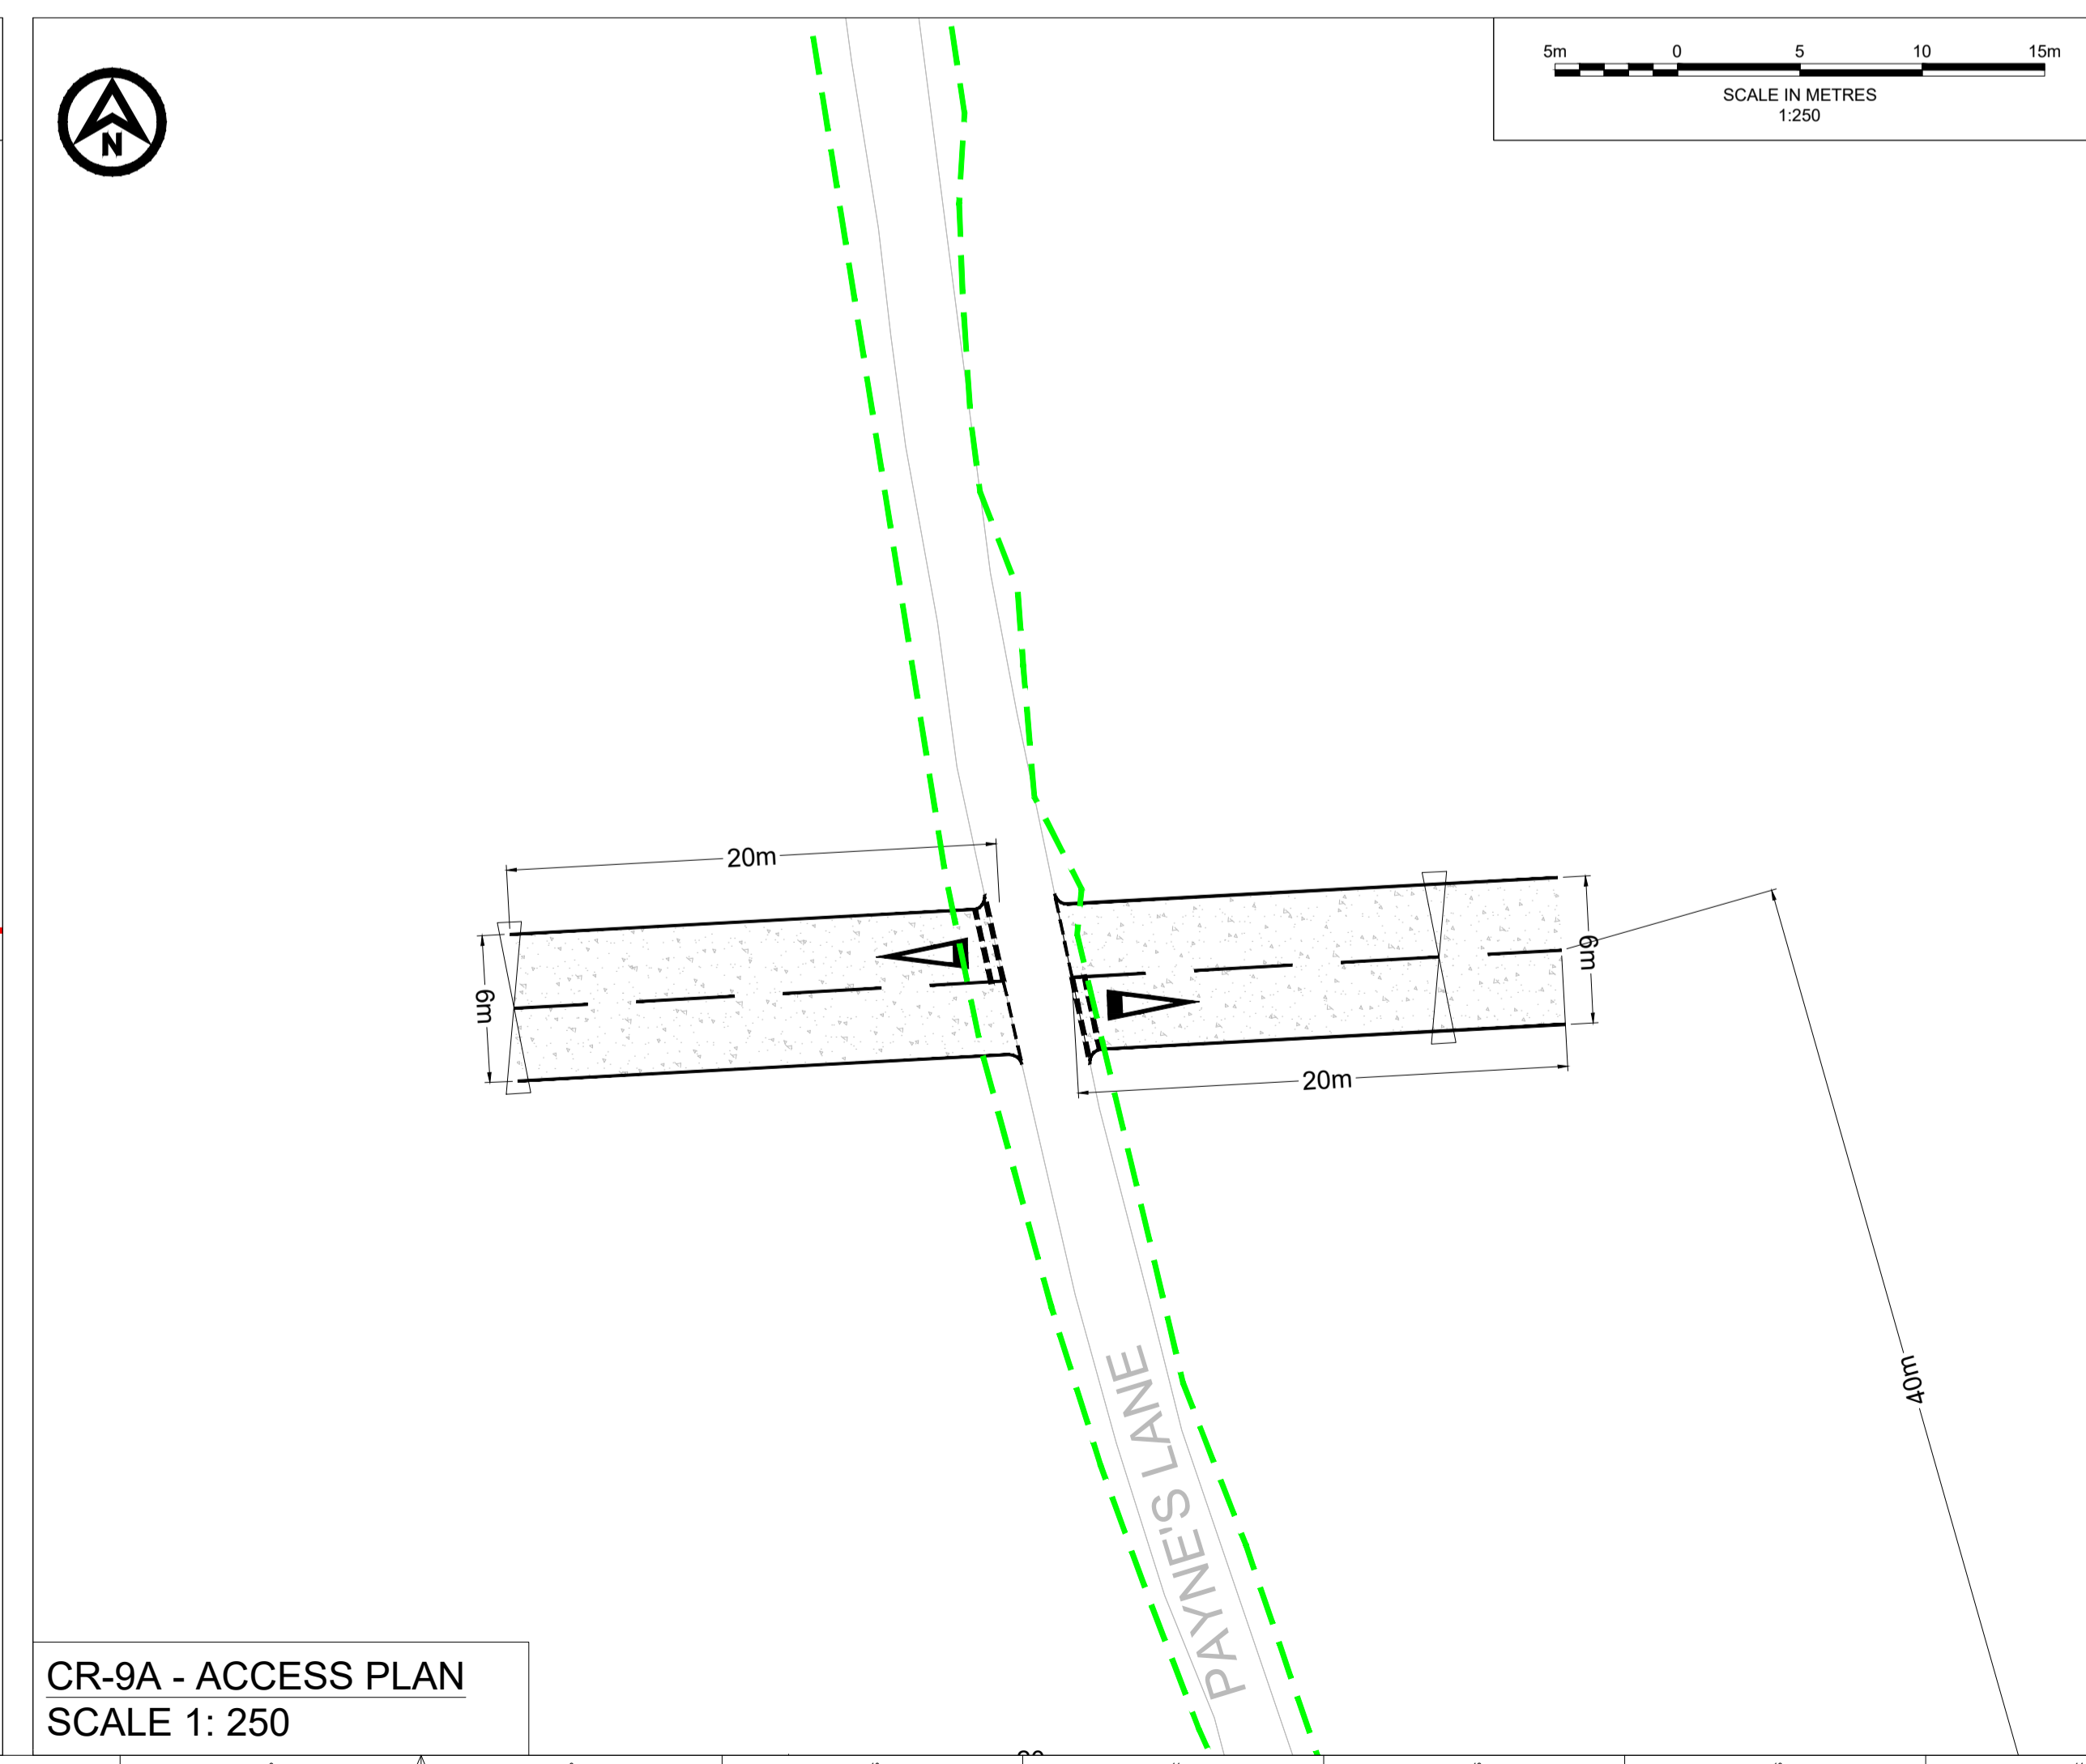 5m 0 5 10 15m
SCALE IN METRES
1:250
N
20m
6m
6m
20m
40m
PAYNE'S LANE
CR-9A - ACCESS PLAN
SCALE 1: 250